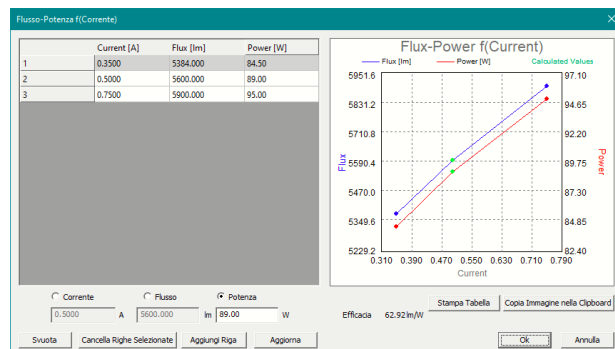 Flusso-Potenza f(Corrente)
Current [A] Flux [lm] Power [W]
1 0.3500 5384.000 84.50
2 0.5000 5600.000 89.00
3 0.7500 5900.000 95.00
Flux-Power f(Current)
Flux [lm] Power [W] Calculated Values
5951.6 97.10
5831.2 94.65
5710.8 92.20
Flux Power
5590.4 89.75
5470.0 87.30
5349.6 84.85
5229.2 82.40
0.310 0.390 0.470 0.550 0.630 0.710 0.790
Current
Corrente Flusso Potenza
0.5000 A 5600.000 lm 89.00 W
Efficacia 62.92lm/W
Stampa Tabella Copia Immagine nella Clipboard
Svuota Cancella Righe Selezionate Aggiungi Riga Aggiorna Ok Annulla